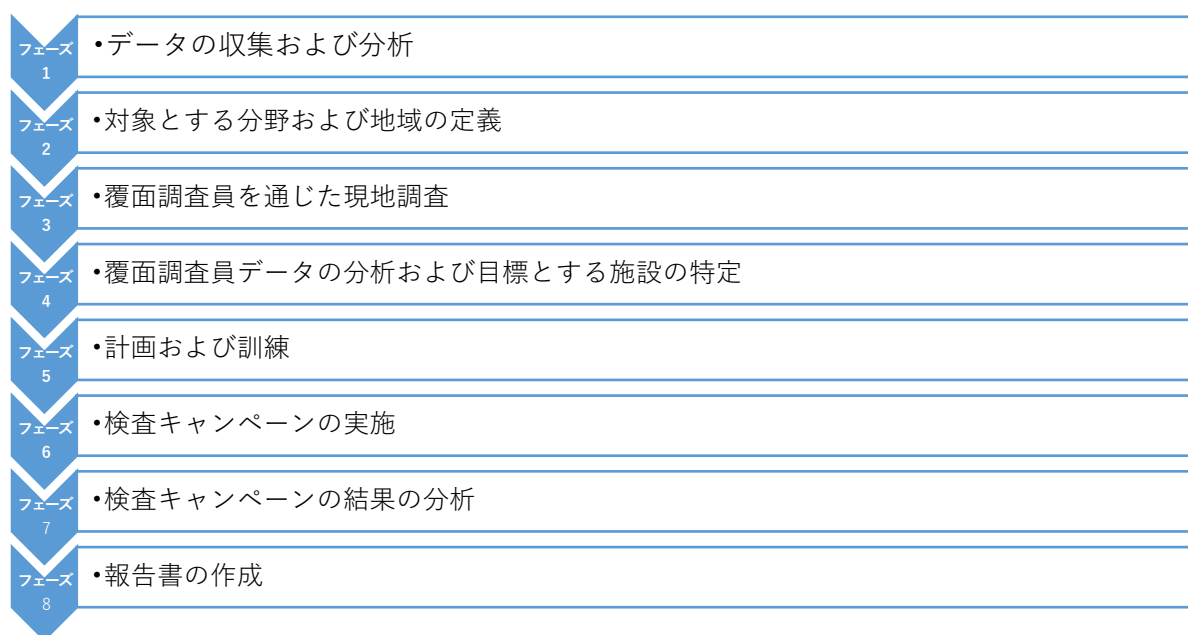 フェーズ
1
•データの収集および分析
フェーズ
2
•対象とする分野および地域の定義
フェーズ
3
•覆面調査員を通じた現地調査
フェーズ
4
•覆面調査員データの分析および目標とする施設の特定
フェーズ
5
•計画および訓練
フェーズ
6
•検査キャンペーンの実施
フェーズ
7
•検査キャンペーンの結果の分析
フェーズ
8
•報告書の作成